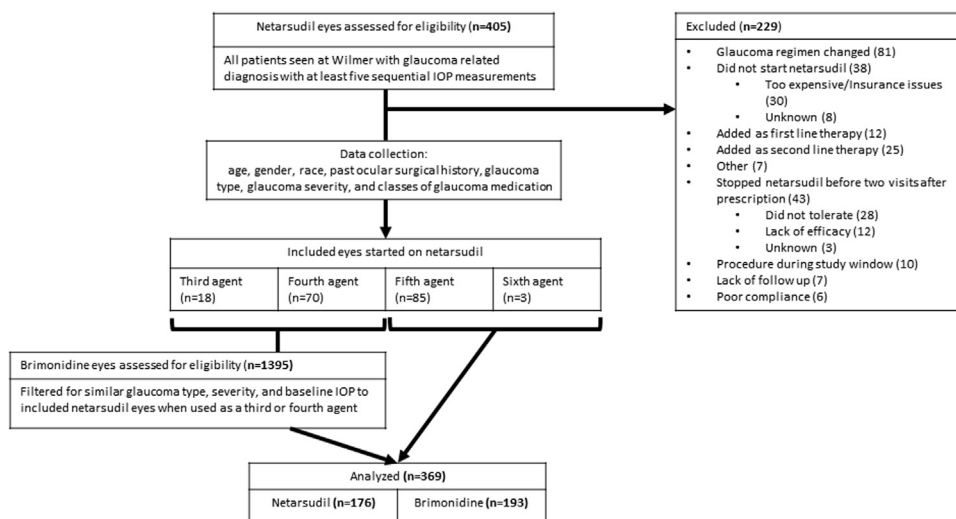 Netarsudil eyes assessed for eligibility (n=405)
All patients seen at Wilmer with glaucoma related
diagnosis with at least five sequential IOP measurements
Excluded (n=229)
• Glaucoma regimen changed (81)
• Did not start netarsudil (38)
• Too expensive/Insurance issues
(30)
• Unknown (8)
• Added as first line therapy (12)
• Added as second line therapy (25)
• Other (7)
• Stopped netarsudil before two visits after
prescription (43)
• Did not tolerate (28)
• Lack of efficacy (12)
• Unknown (3)
• Procedure during study window (10)
• Lack of follow up (7)
• Poor compliance (6)
Data collection:
age, gender, race, past ocular surgical history, glaucoma
type, glaucoma severity, and classes of glaucoma medication
Included eyes started on netarsudil
Third agent
(n=18)
Fourth agent
(n=70)
Fifth agent
(n=85)
Sixth agent
(n=3)
Brimonidine eyes assessed for eligibility (n=1395)
Filtered for similar glaucoma type, severity, and baseline IOP to
included netarsudil eyes when used as a third or fourth agent
Analyzed (n=369)
Netarsudil (n=176)
Brimonidine (n=193)